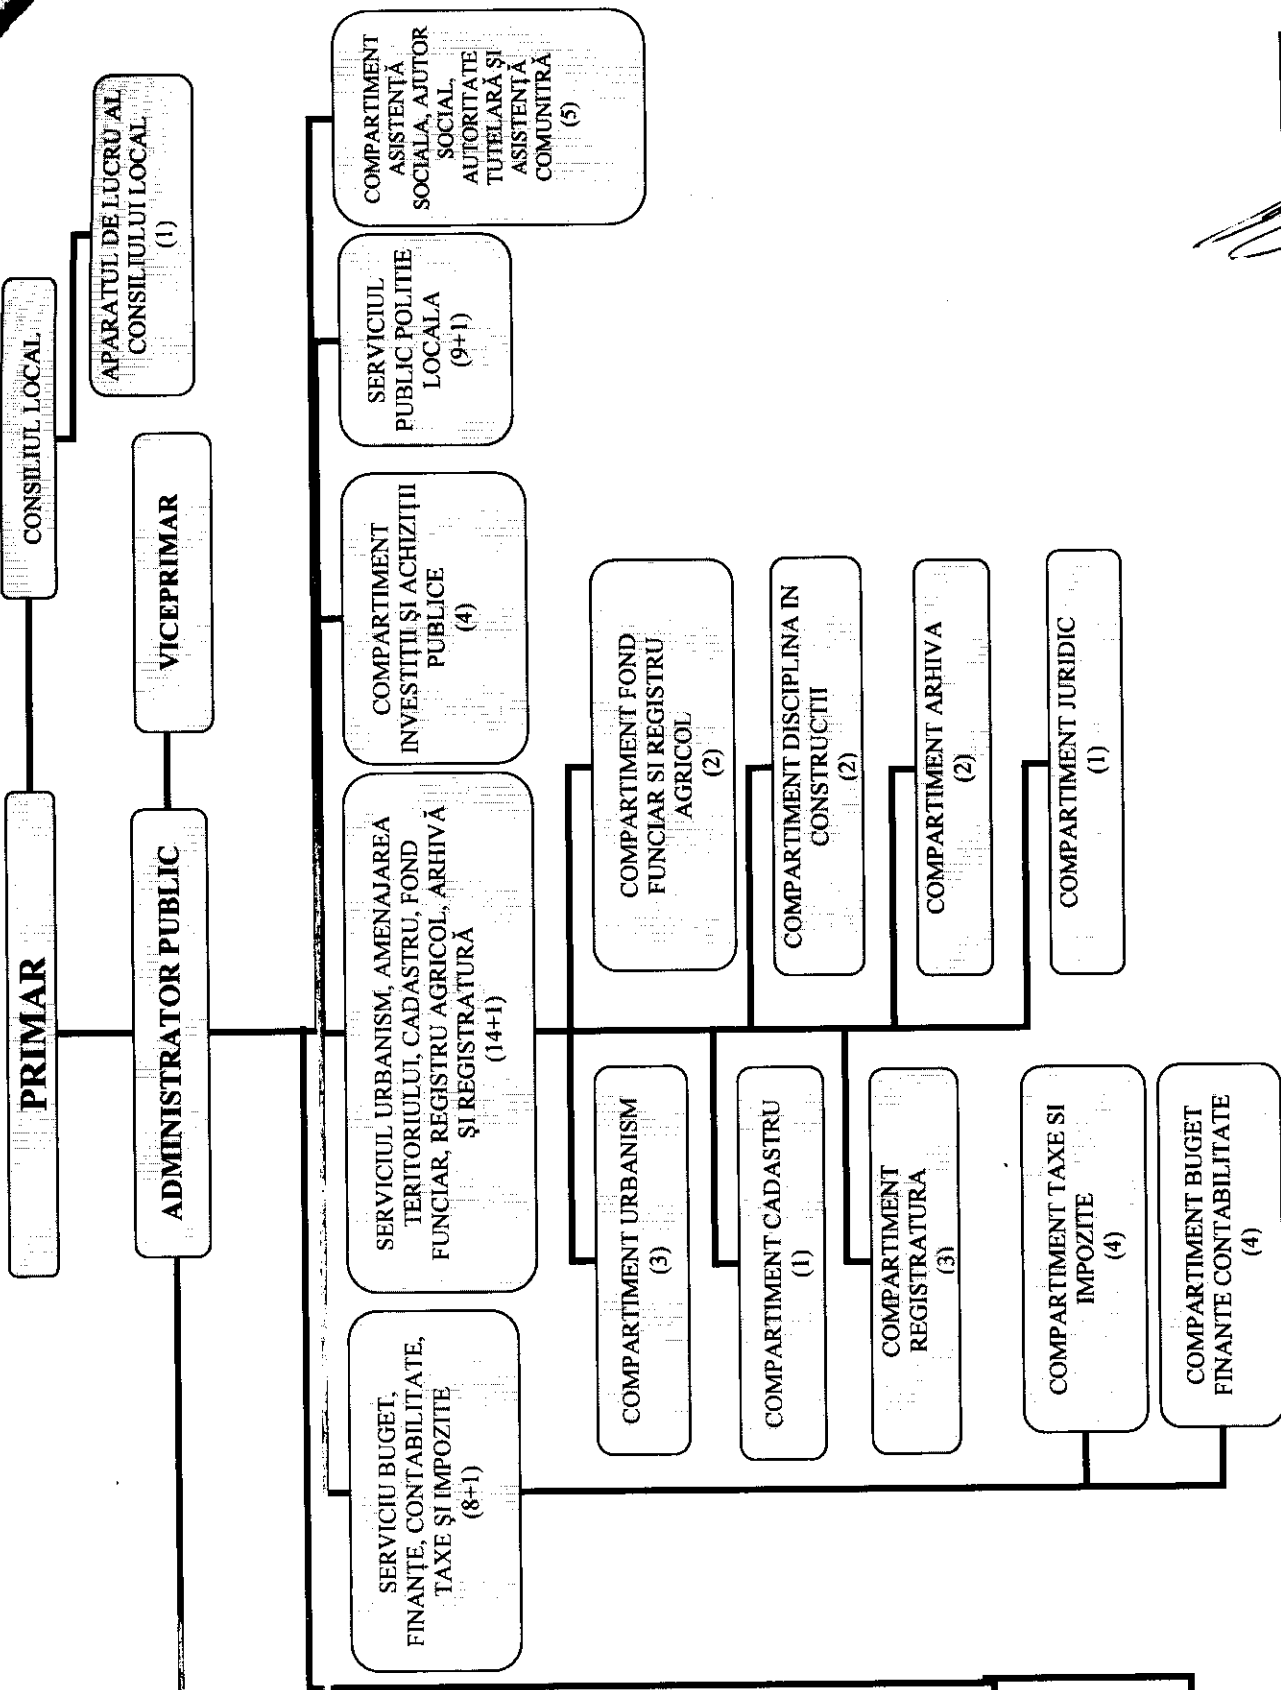 PRIMAR
CONSILIUL LOCAL
APARATUL DE LUCRU AL
CONSILIULUI LOCAL
(1)
ADMINISTRATOR PUBLIC
VICEPRIMAR
SERVICIU BUGET,
FINANȚE, CONTABILITATE,
TAXE ȘI IMPOZITE
(8+1)
SERVICIUL URBANISM, AMENAJAREA
TERITORIULUI, CADASTRU, FOND
FUNCIAR, REGISTRU AGRICOL, ARHIVĂ
ȘI REGISTRATURĂ
(14+1)
COMPARTIMENT
INVESTIȚII ȘI ACHIZIȚII
PUBLICE
(4)
SERVICIUL
PUBLIC POLITIE
LOCALA
(9+1)
COMPARTIMENT
ASISTENȚĂ
SOCIALA, AJUTOR
SOCIAL,
AUTORITATE
TUTELARĂ ȘI
ASISTENȚĂ
COMUNITRĂ
(5)
COMPARTIMENT URBANISM
(3)
COMPARTIMENT FOND
FUNCIAR SI REGISTRU
AGRICOL
(2)
COMPARTIMENT CADASTRU
(1)
COMPARTIMENT DISCIPLINA IN
CONSTRUCTII
(2)
COMPARTIMENT
REGISTRATURA
(3)
COMPARTIMENT ARHIVA
(2)
COMPARTIMENT JURIDIC
(1)
COMPARTIMENT TAXE SI
IMPOZITE
(4)
COMPARTIMENT BUGET
FINANTE CONTABILITATE
(4)